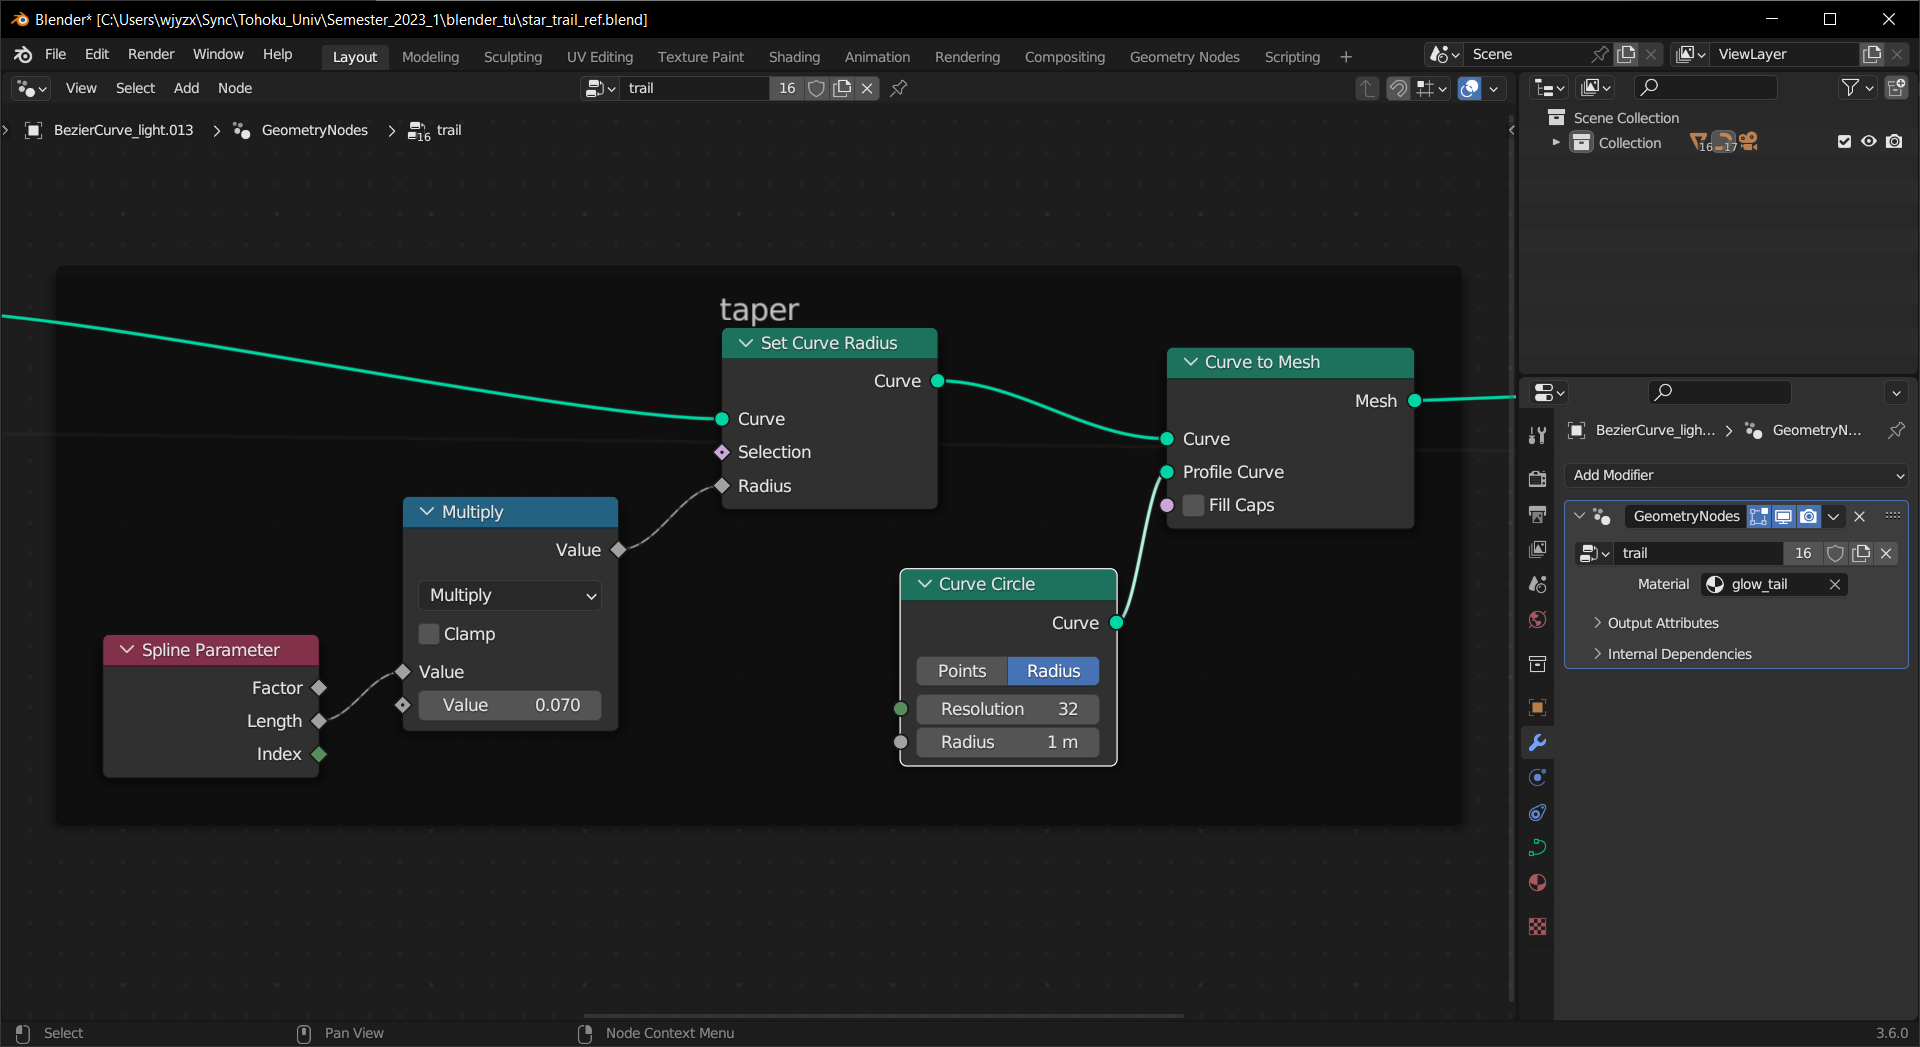 Blender* [C:\Users\wjyzx\Sync\Tohoku_Univ\Semester_2023_1\blender_tu\star_trail_ref.blend]
File Edit Render Window Help Layout Modeling Sculpting UV Editing Texture Paint Shading Animation Rendering Compositing Geometry Nodes Scripting + Scene ViewLayer
View Select Add Node trail 16
BezierCurve_light.013 > GeometryNodes > 16 trail
Scene Collection
Collection 16 17
taper
Set Curve Radius
Curve
Curve
Selection
Radius
Curve to Mesh
Mesh
Curve
Profile Curve
Fill Caps
Multiply
Value
Multiply
Clamp
Value
Value 0.070
Spline Parameter
Factor
Length
Index
Curve Circle
Curve
Points Radius
Resolution 32
Radius 1 m
BezierCurve_ligh... > GeometryN...
Add Modifier
GeometryNodes
trail 16
Material glow_tail
Output Attributes
Internal Dependencies
Select Pan View Node Context Menu 3.6.0